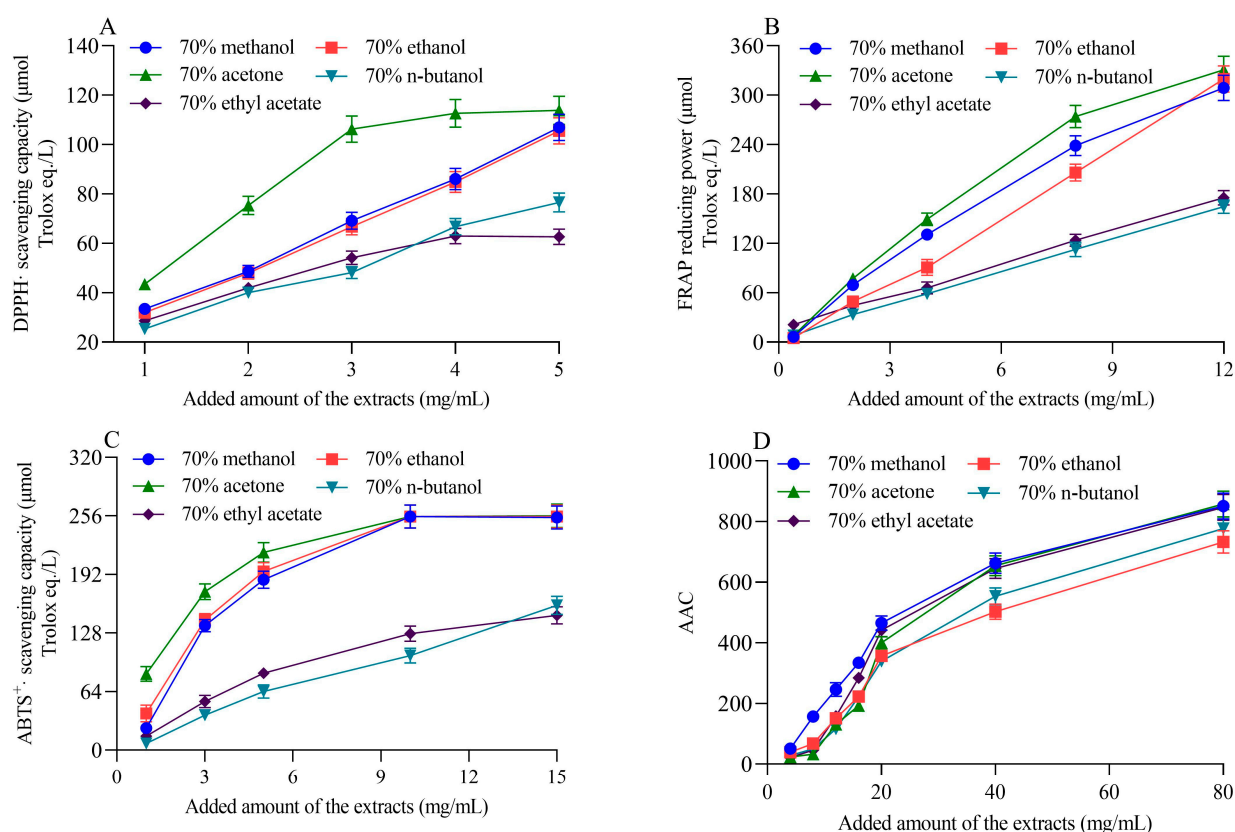 A
DPPH· scavenging capacity (μmol
Trolox eq./L)
140
120
100
80
60
40
20
70% methanol
70% ethanol
70% acetone
70% n-butanol
70% ethyl acetate
1
2
3
4
5
Added amount of the extracts (mg/mL)
B
FRAP reducing power (μmol
Trolox eq./L)
360
300
240
180
120
60
0
70% methanol
70% ethanol
70% acetone
70% n-butanol
70% ethyl acetate
0
3
6
9
12
Added amount of the extracts (mg/mL)
C
ABTS⁺· scavenging capacity (μmol
Trolox eq./L)
320
256
192
128
64
0
70% methanol
70% ethanol
70% acetone
70% n-butanol
70% ethyl acetate
0
3
6
9
12
15
Added amount of the extracts (mg/mL)
D
AAC
1000
800
600
400
200
0
70% methanol
70% ethanol
70% acetone
70% n-butanol
70% ethyl acetate
0
20
40
60
80
Added amount of the extracts (mg/mL)